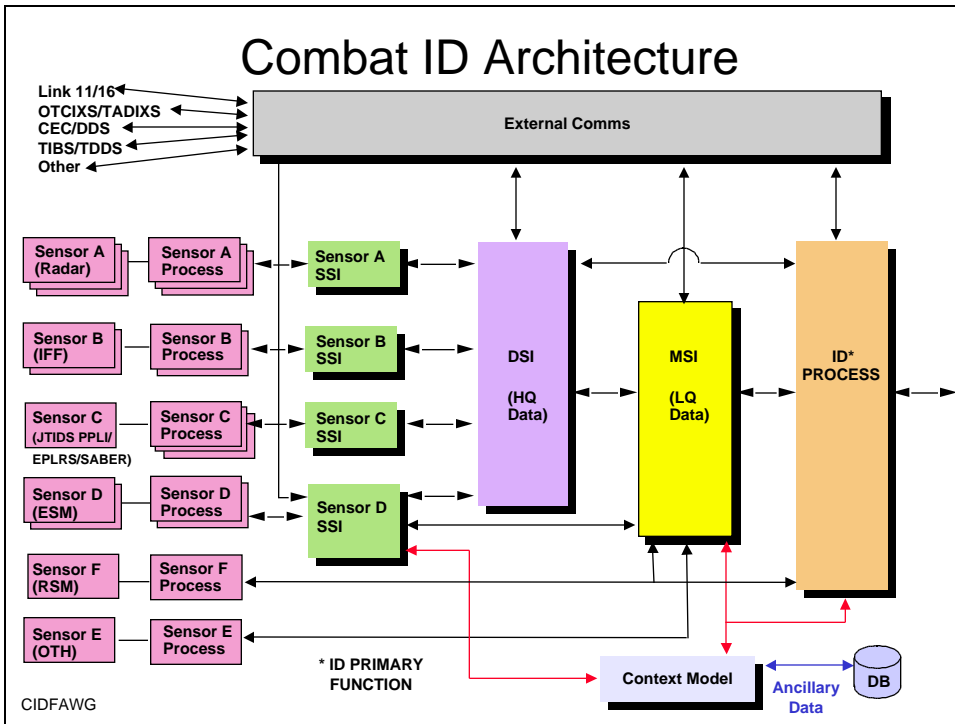 Combat ID Architecture
Link 11/16
OTCIXS/TADIXS
CEC/DDS
TIBS/TDDS
Other
External Comms
Sensor A
(Radar)
Sensor A
Process
Sensor A
SSI
Sensor B
(IFF)
Sensor B
Process
Sensor B
SSI
Sensor C
(JTIDS PPLI/
EPLRS/SABER)
Sensor C
Process
Sensor C
SSI
Sensor D
(ESM)
Sensor D
Process
Sensor D
SSI
Sensor F
(RSM)
Sensor F
Process
Sensor E
(OTH)
Sensor E
Process
DSI
(HQ
Data)
MSI
(LQ
Data)
ID*
PROCESS
* ID PRIMARY
FUNCTION
Context Model
Ancillary
Data
DB
CIDFAWG